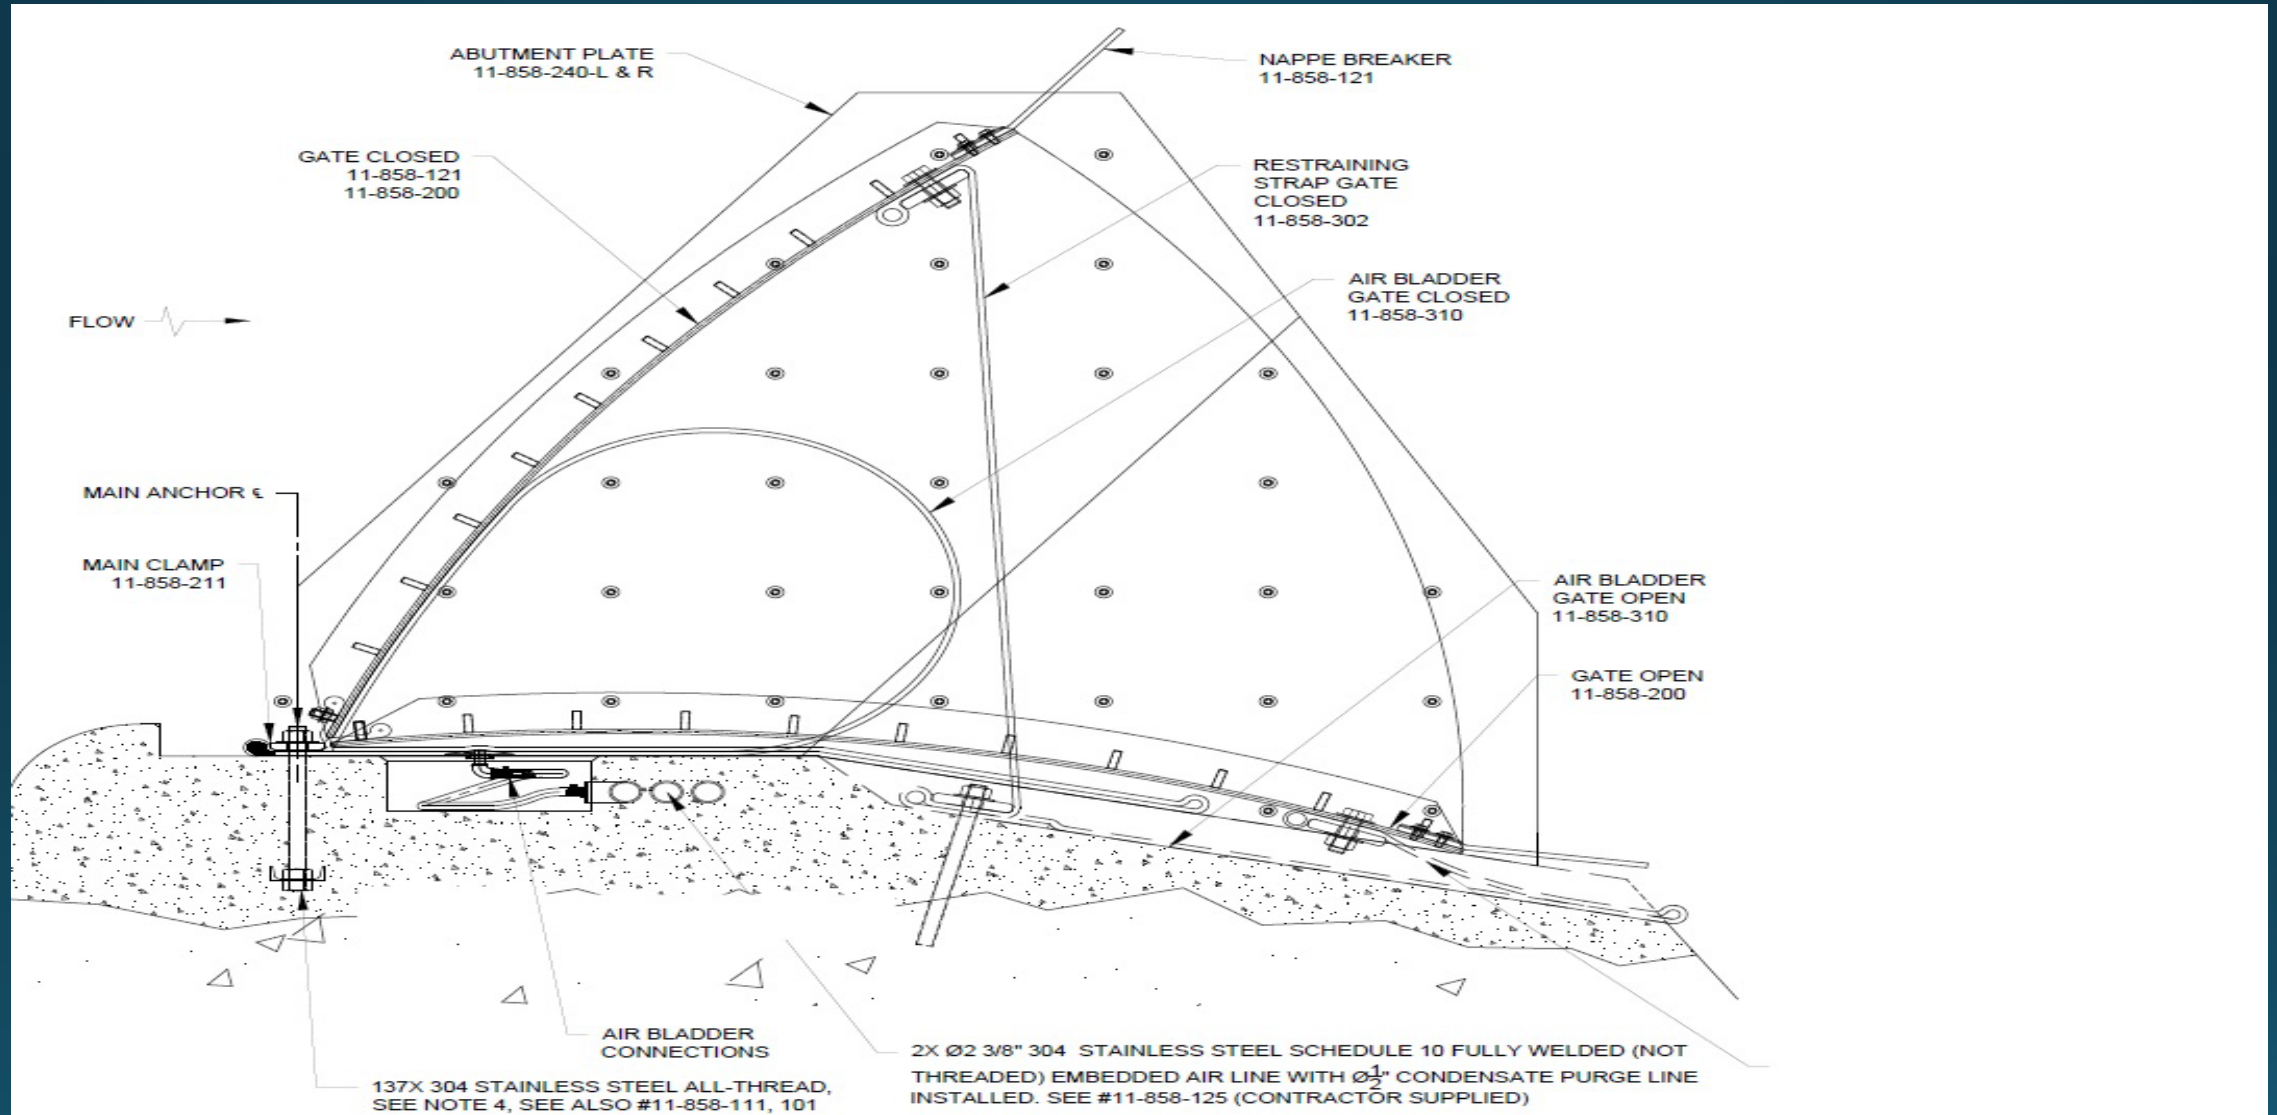 ABUTMENT PLATE
11-858-240-L & R
NAPPE BREAKER
11-858-121
GATE CLOSED
11-858-121
11-858-200
RESTRAINING
STRAP GATE
CLOSED
11-858-302
AIR BLADDER
GATE CLOSED
11-858-310
FLOW
MAIN ANCHOR ℄
MAIN CLAMP
11-858-211
AIR BLADDER
GATE OPEN
11-858-310
GATE OPEN
11-858-200
AIR BLADDER
CONNECTIONS
2X Ø2 3/8" 304 STAINLESS STEEL SCHEDULE 10 FULLY WELDED (NOT
THREADED) EMBEDDED AIR LINE WITH Ø1/2" CONDENSATE PURGE LINE
INSTALLED. SEE #11-858-125 (CONTRACTOR SUPPLIED)
137X 304 STAINLESS STEEL ALL-THREAD,
SEE NOTE 4, SEE ALSO #11-858-111, 101